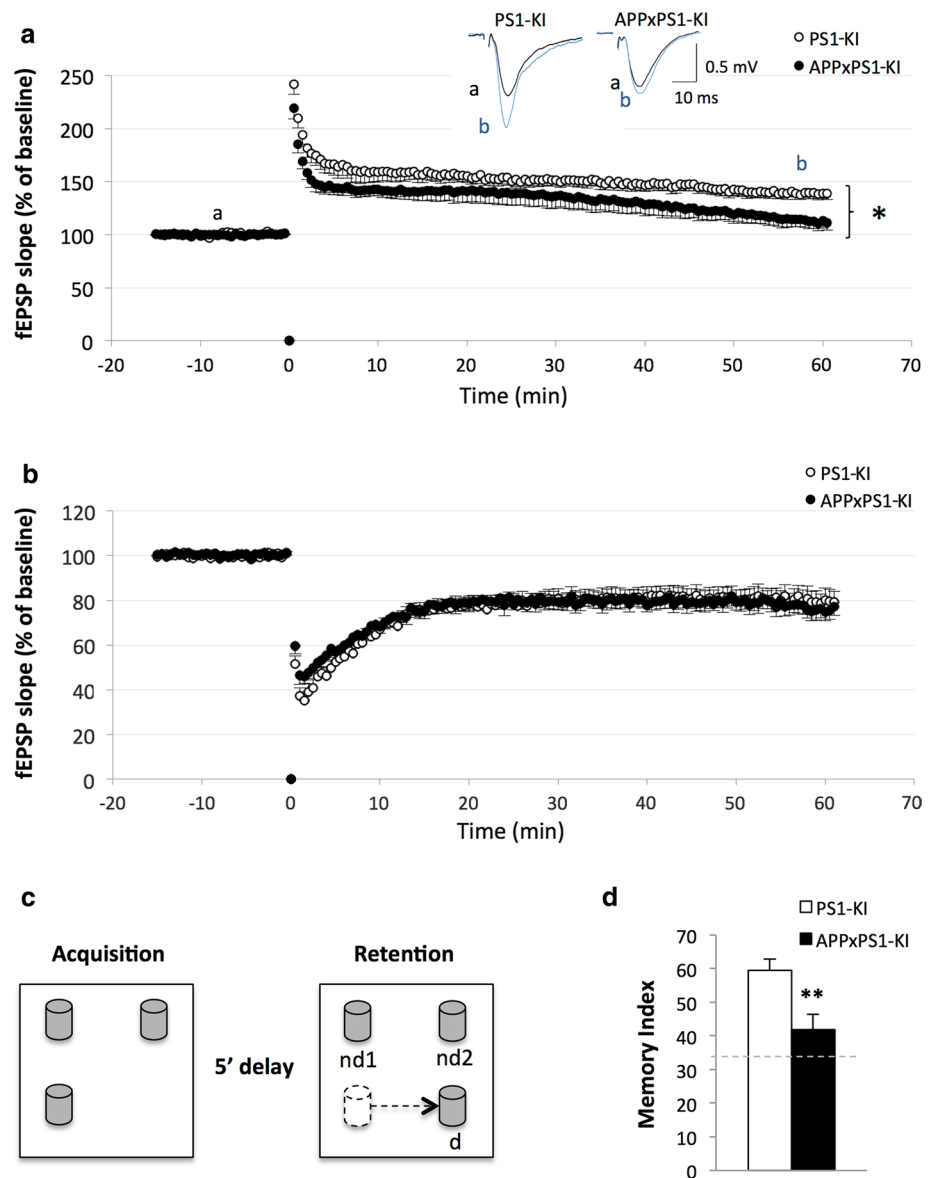 a
PS1-KI
APPxPS1-KI
PS1-KI
APPxPS1-KI
a
b
a
b
0.5 mV
10 ms
fEPSP slope (% of baseline)
250
200
150
100
50
0
a
b
*
-20 -10 0 10 20 30 40 50 60 70
Time (min)
b
PS1-KI
APPxPS1-KI
fEPSP slope (% of baseline)
120
100
80
60
40
20
0
-20 -10 0 10 20 30 40 50 60 70
Time (min)
c
Acquisition
5’ delay
Retention
nd1 nd2
d
d
PS1-KI
APPxPS1-KI
Memory Index
70
60
50
40
30
20
10
0
**